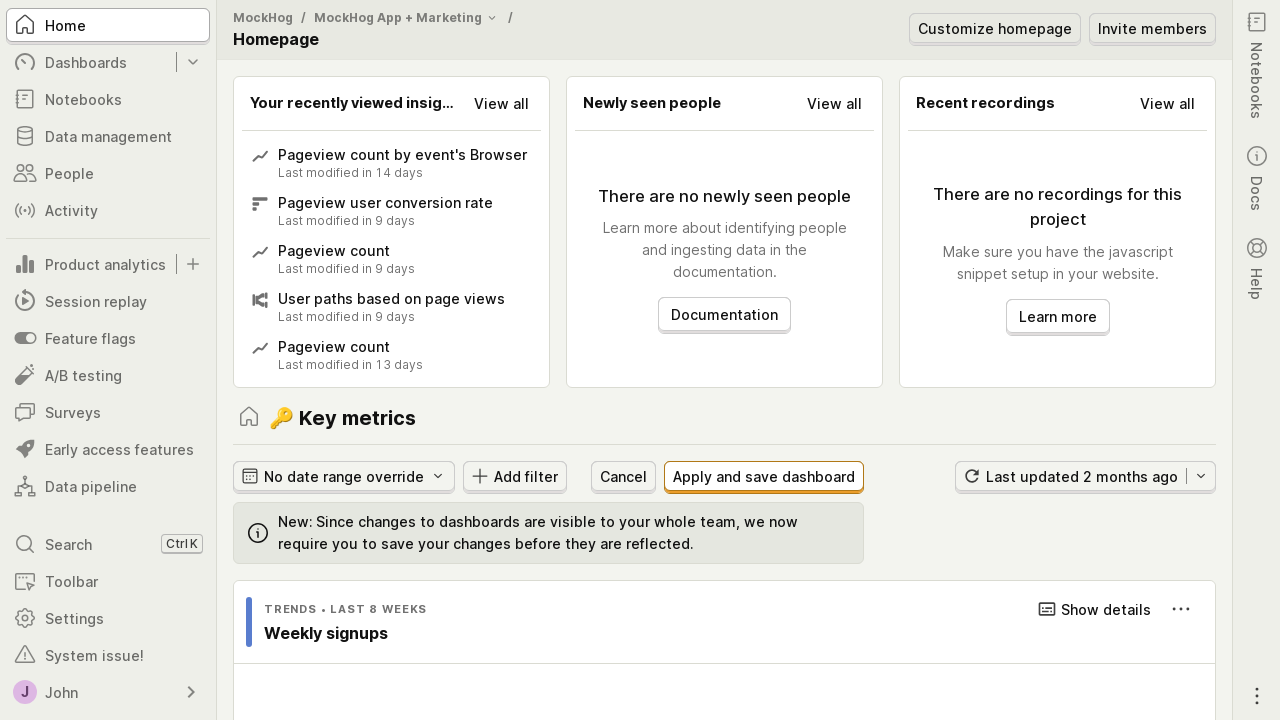 Home
Dashboards
Notebooks
Data management
People
Activity
Product analytics
Session replay
Feature flags
A/B testing
Surveys
Early access features
Data pipeline
Search
Ctrl K
Toolbar
Settings
System issue!
J
John
MockHog / MockHog App + Marketing /
Homepage
Customize homepage
Invite members
Your recently viewed insig...
View all
Pageview count by event's Browser
Last modified in 14 days
Pageview user conversion rate
Last modified in 9 days
Pageview count
Last modified in 9 days
User paths based on page views
Last modified in 9 days
Pageview count
Last modified in 13 days
Newly seen people
View all
There are no newly seen people
Learn more about identifying people
and ingesting data in the
documentation.
Documentation
Recent recordings
View all
There are no recordings for this
project
Make sure you have the javascript
snippet setup in your website.
Learn more
🔑 Key metrics
No date range override
Add filter
Cancel
Apply and save dashboard
Last updated 2 months ago
New: Since changes to dashboards are visible to your whole team, we now
require you to save your changes before they are reflected.
TRENDS • LAST 8 WEEKS
Weekly signups
Show details
Notebooks
Docs
Help